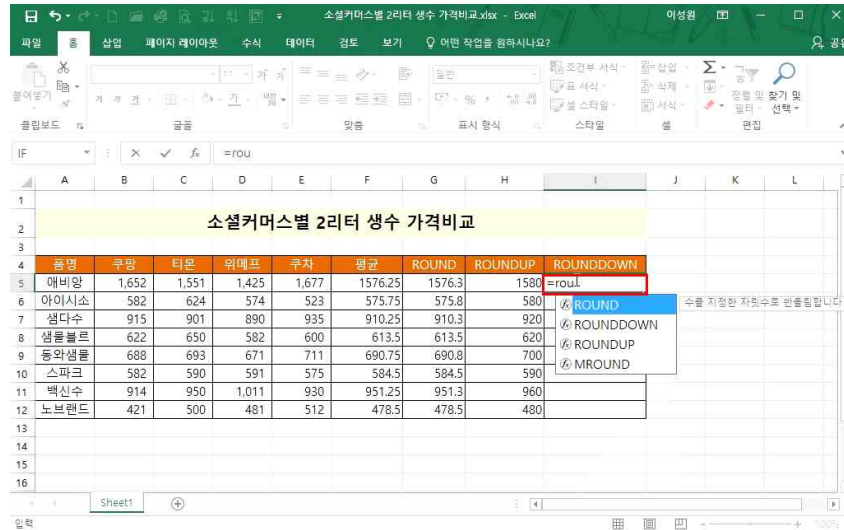 소셜커머스별 2리터 생수 가격비교.xlsx - Excel 이성원
파일 홈 삽입 페이지 레이아웃 수식 데이터 검토 보기 어떤 작업을 원하시나요? 공유
붙여넣기 가 가 가 가 가 11 일반 % 조건부 서식 표 서식 셀 스타일 삽입 삭제 서식 정렬 및 필터 찾기 및 선택
클립보드 글꼴 맞춤 표시 형식 스타일 셀 편집
IF fx =rou
A B C D E F G H I J K L
1
2 소셜커머스별 2리터 생수 가격비교
3
4 품명 쿠팡 티몬 위메프 쿠차 평균 ROUND ROUNDUP ROUNDDOWN
5 애비앙 1,652 1,551 1,425 1,677 1576.25 1576.3 1580 =rou
6 아이시소 582 624 574 523 575.75 575.8 580 ROUND 수를 지정한 자릿수로 반올림합니다
7 샘다수 915 901 890 935 910.25 910.3 920 ROUNDDOWN
8 샘물블르 622 650 582 600 613.5 613.5 620 ROUNDUP
9 동와샘물 688 693 671 711 690.75 690.8 700 MROUND
10 스파크 582 590 591 575 584.5 584.5 590
11 백신수 914 950 1,011 930 951.25 951.3 960
12 노브랜드 421 500 481 512 478.5 478.5 480
13
14
15
16
Sheet1
입력 100%